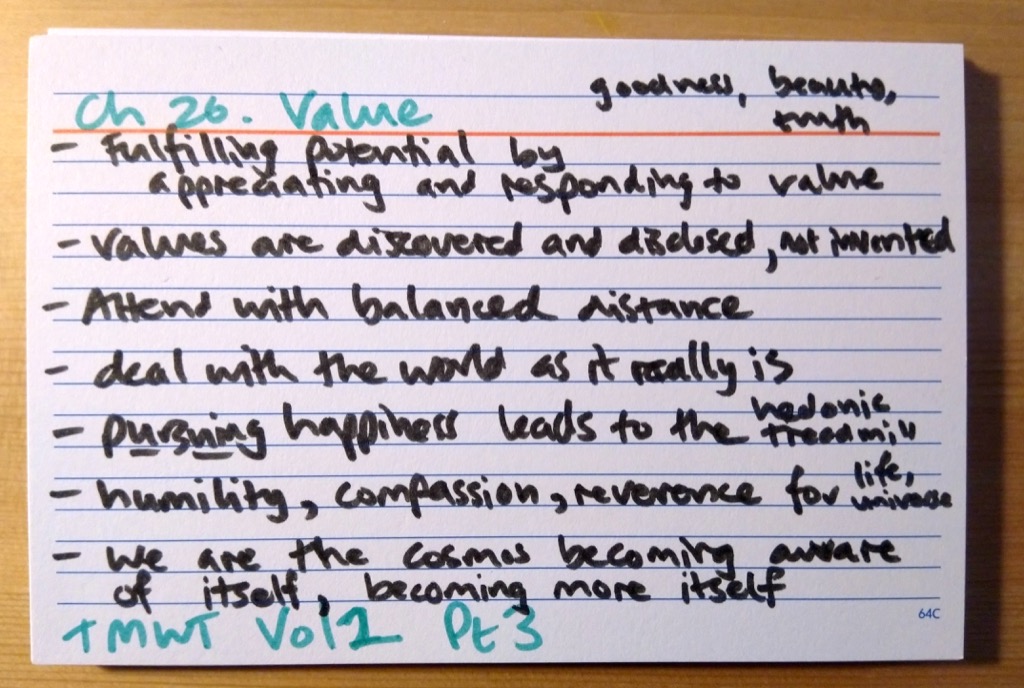 goodness, beauty,
truth
Ch 26. Value
- Fulfilling potential by
appreciating and responding to value
- values are discovered and disclosed, not invented
- Attend with balanced distance
- deal with the world as it really is
- pursuing happiness leads to the hedonic
treadmill
- humility, compassion, reverence for life,
universe
- we are the cosmos becoming aware
of itself, becoming more itself
TMWT Vol 2 Pt 3
64C